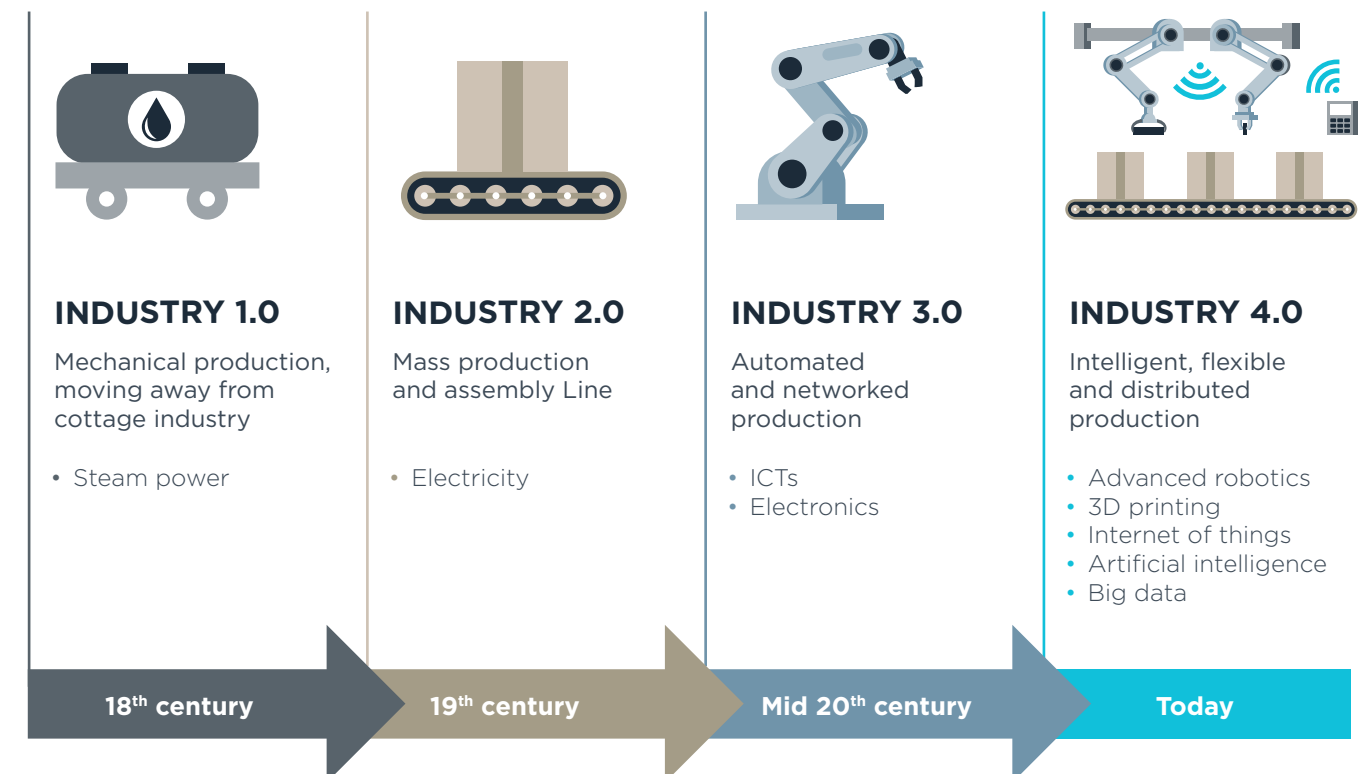 INDUSTRY 1.0
Mechanical production,
moving away from
cottage industry
• Steam power
INDUSTRY 2.0
Mass production
and assembly Line
• Electricity
INDUSTRY 3.0
Automated
and networked
production
• ICTs
• Electronics
INDUSTRY 4.0
Intelligent, flexible
and distributed
production
• Advanced robotics
• 3D printing
• Internet of things
• Artificial intelligence
• Big data
18th century
19th century
Mid 20th century
Today